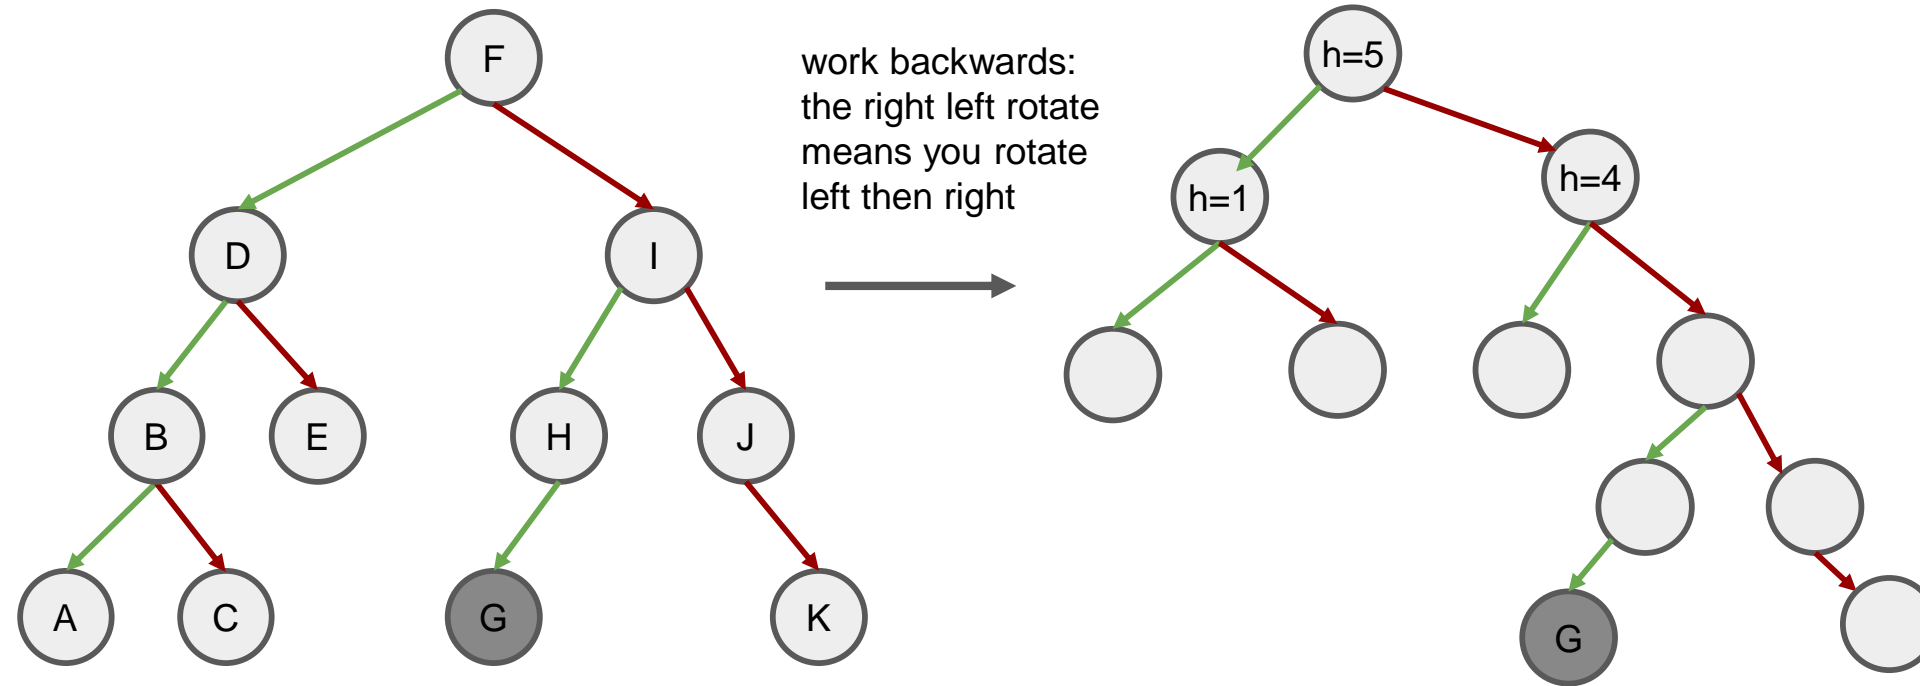 F
D
I
B
E
H
J
A
C
G
K
work backwards:
the right left rotate
means you rotate
left then right
h=5
h=1
h=4
G